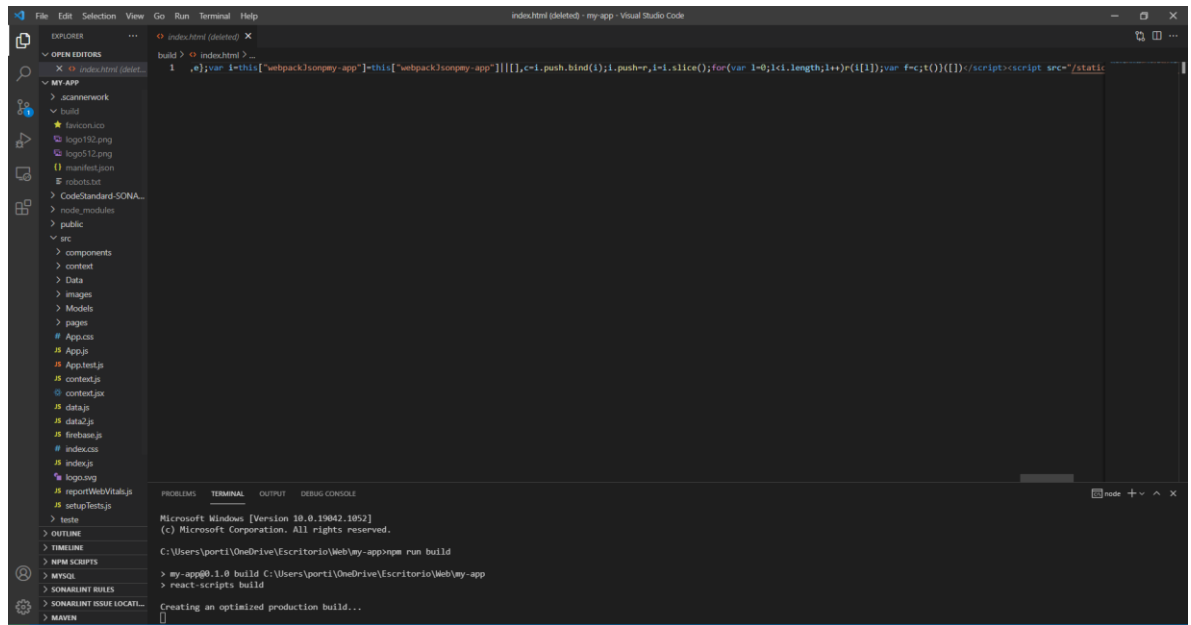 File Edit Selection View Go Run Terminal Help
index.html (deleted) - my-app - Visual Studio Code
EXPLORER
OPEN EDITORS
index.html (delet...
MY-APP
.scannerwork
build
favicon.ico
logo192.png
logo512.png
manifest.json
robots.txt
CodeStandard-SONA...
node_modules
public
src
components
context
Data
images
Models
pages
App.css
App.js
App.test.js
context.js
context.jsx
data.js
data2.js
firebase.js
index.css
index.js
logo.svg
reportWebVitals.js
setupTests.js
teste
OUTLINE
TIMELINE
NPM SCRIPTS
MYSQL
SONARLINT RULES
SONARLINT ISSUE LOCATI...
MAVEN
index.html (deleted)
build > index.html > ...
1 ,e};var i=this["webpackJsonpmy-app"]=this["webpackJsonpmy-app"]||[],c=i.push.bind(i);i.push=r,i=i.slice();for(var l=0;l<i.length;l++)r(i[l]);var f=c;t()}([])</script><script src="/static
PROBLEMS TERMINAL OUTPUT DEBUG CONSOLE
node
Microsoft Windows [Version 10.0.19042.1052]
(c) Microsoft Corporation. All rights reserved.
C:\Users\porti\OneDrive\Escritorio\Web\my-app>npm run build
> my-app@0.1.0 build C:\Users\porti\OneDrive\Escritorio\Web\my-app
> react-scripts build
Creating an optimized production build...